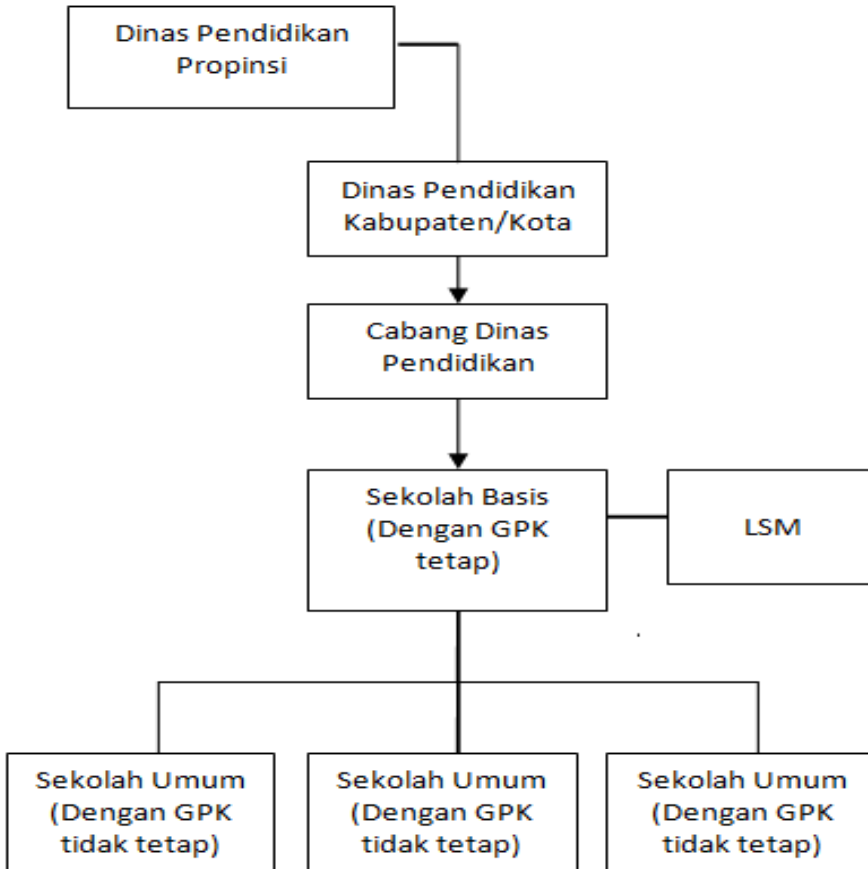 Dinas Pendidikan
Propinsi
Dinas Pendidikan
Kabupaten/Kota
Cabang Dinas
Pendidikan
Sekolah Basis
(Dengan GPK
tetap)
LSM
Sekolah Umum
(Dengan GPK
tidak tetap)
Sekolah Umum
(Dengan GPK
tidak tetap)
Sekolah Umum
(Dengan GPK
tidak tetap)